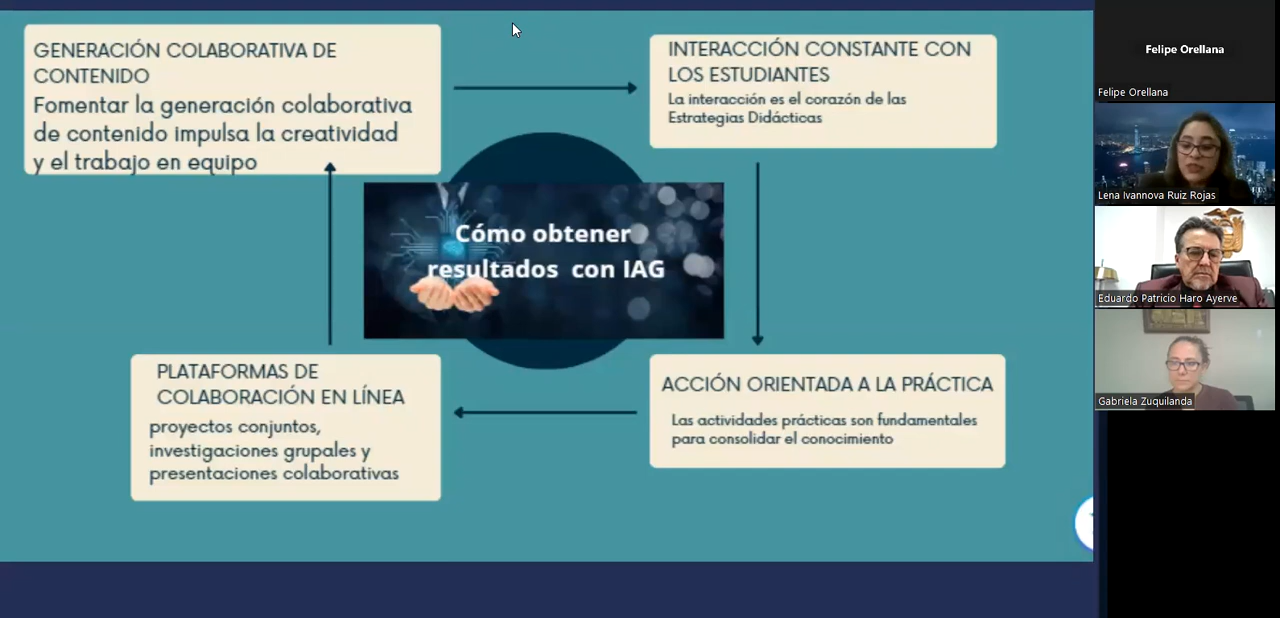 GENERACIÓN COLABORATIVA DE
CONTENIDO
Fomentar la generación colaborativa
de contenido impulsa la creatividad
y el trabajo en equipo
INTERACCIÓN CONSTANTE CON
LOS ESTUDIANTES
La interacción es el corazón de las
Estrategias Didácticas
Cómo obtener
resultados con IAG
PLATAFORMAS DE
COLABORACIÓN EN LÍNEA
proyectos conjuntos,
investigaciones grupales y
presentaciones colaborativas
ACCIÓN ORIENTADA A LA PRÁCTICA
Las actividades prácticas son fundamentales
para consolidar el conocimiento
Felipe Orellana
Felipe Orellana
Lena Ivannova Ruiz Rojas
Eduardo Patricio Haro Ayerve
Gabriela Zuquilanda